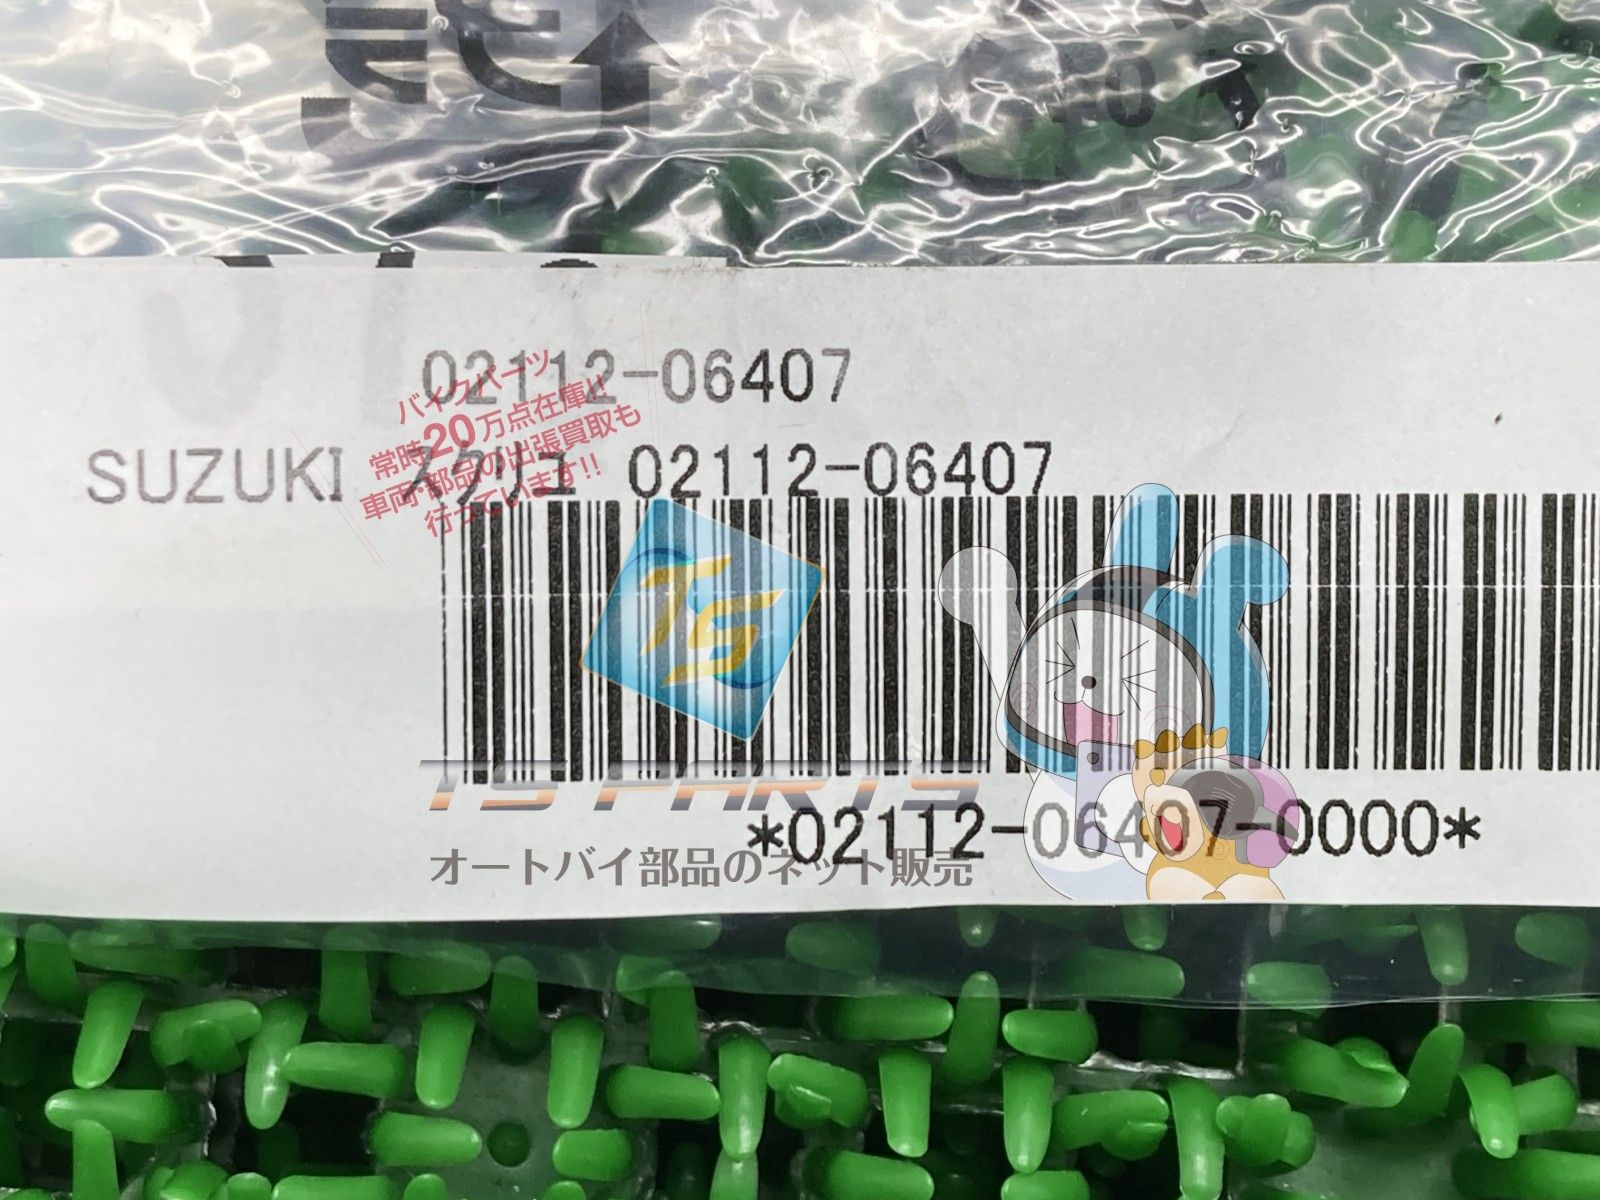 02112-06407
SUZUKI スクリュ 02112-06407
バイクパーツ
常時20万点在庫!!
車両・部品の出張買取も
行っています!!
TS
TS PARTS
*02112-06407-0000*
オートバイ部品のネット販売